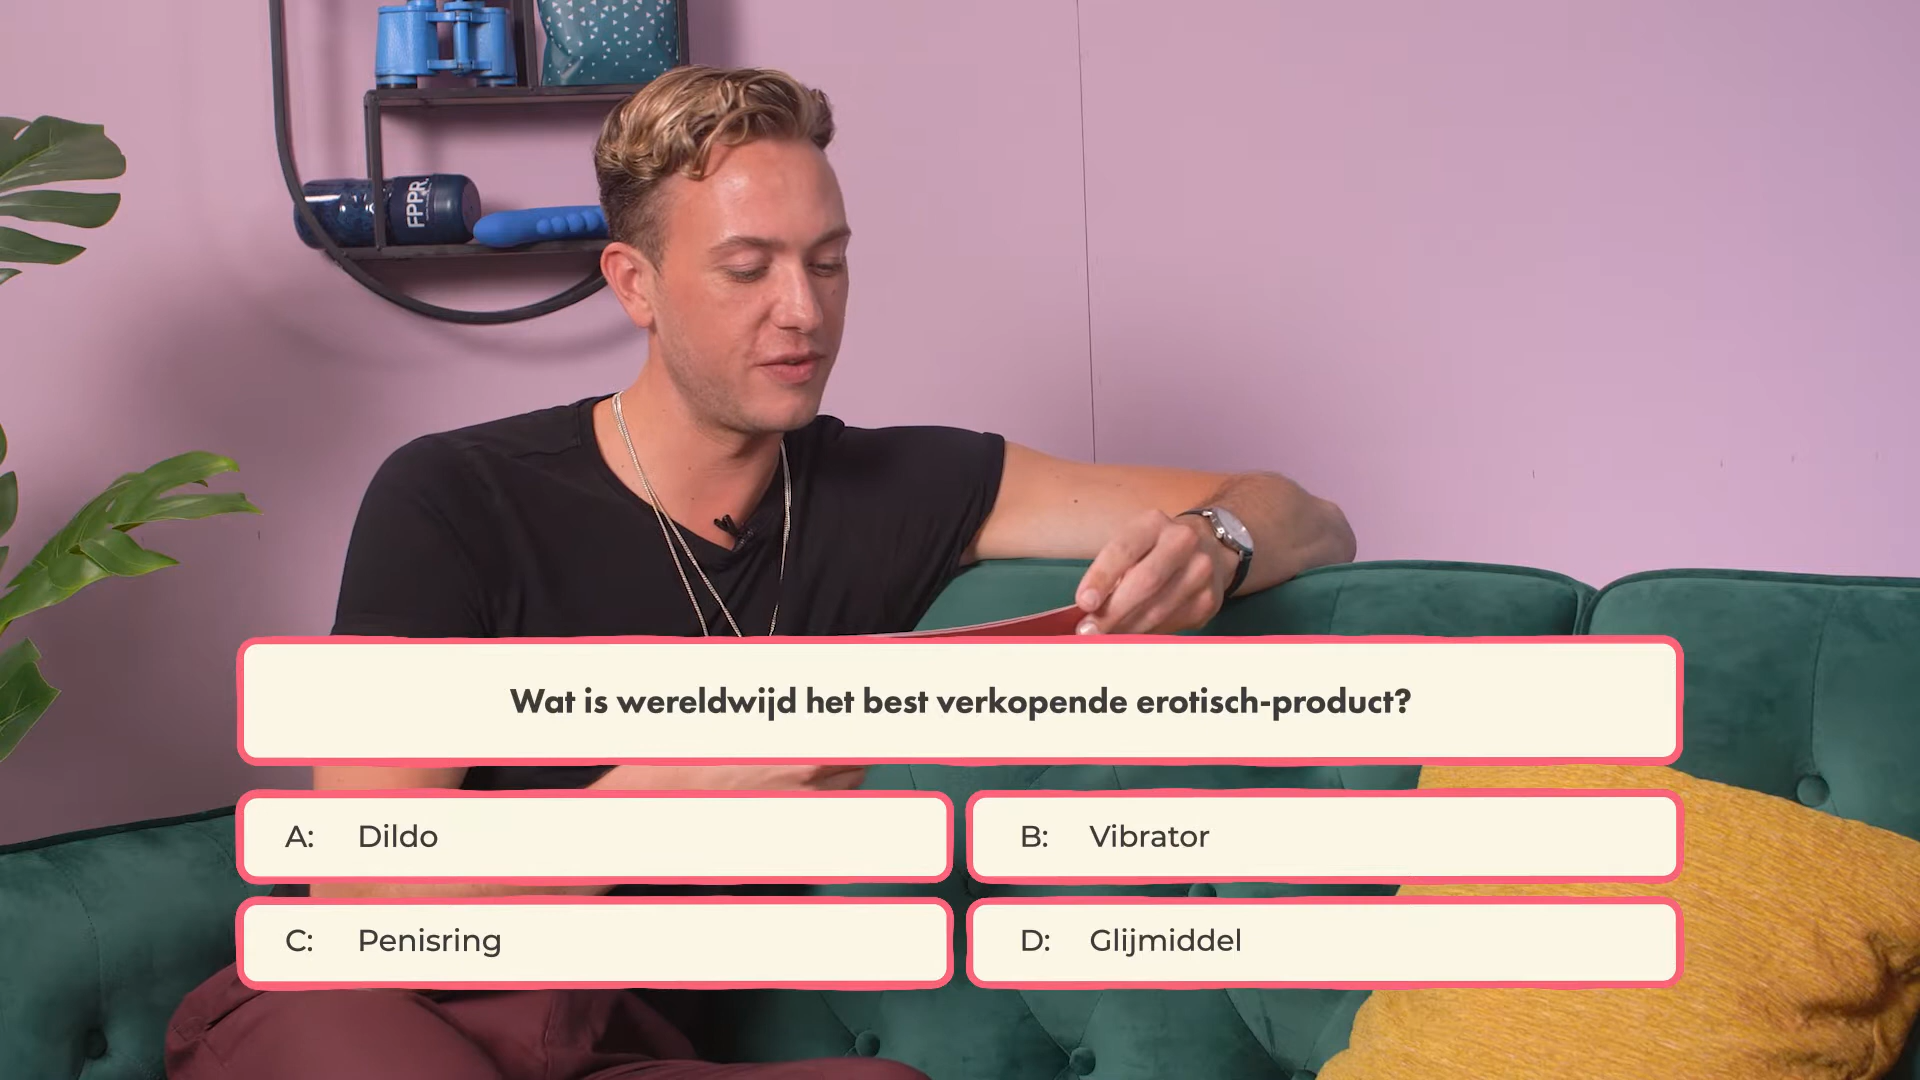 FPPR.
Wat is wereldwijd het best verkopende erotisch-product?
A: Dildo
B: Vibrator
C: Penisring
D: Glijmiddel